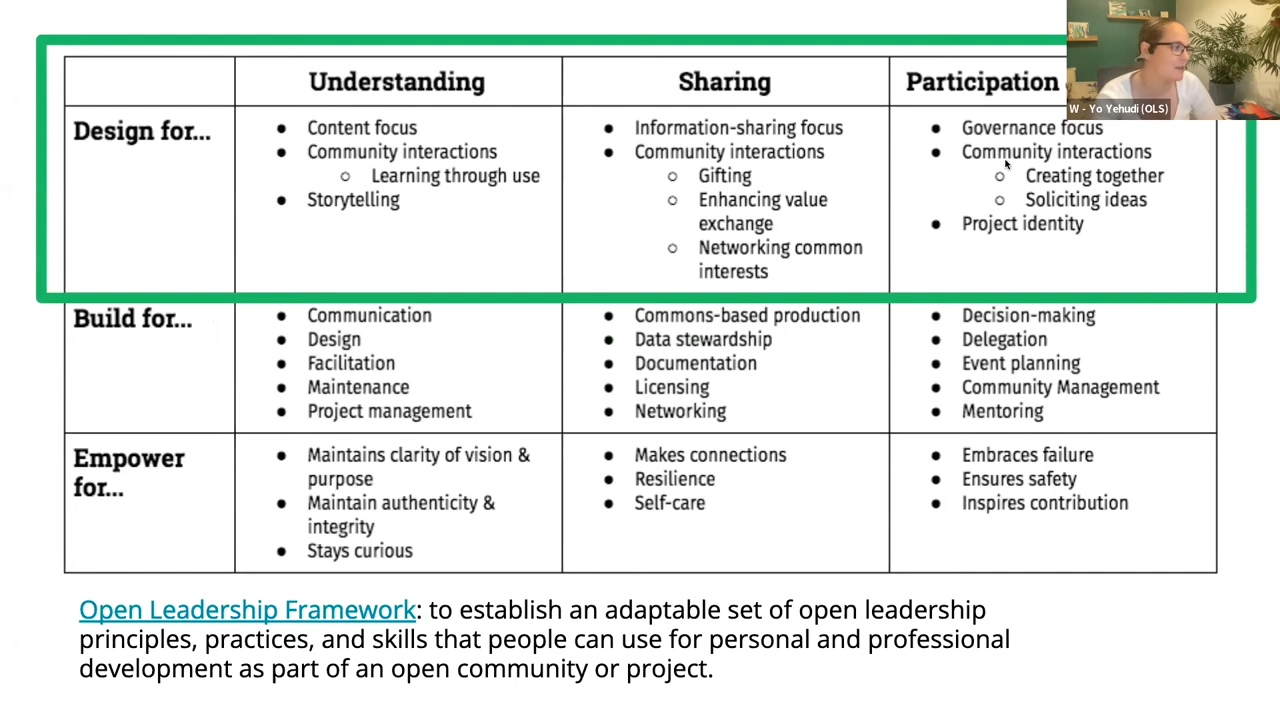 Understanding
Sharing
Participation
W - Yo Yehudi (OLS)
Design for...
● Content focus
● Community interactions
○ Learning through use
● Storytelling
● Information-sharing focus
● Community interactions
○ Gifting
○ Enhancing value
exchange
○ Networking common
interests
● Governance focus
● Community interactions
○ Creating together
○ Soliciting ideas
● Project identity
Build for...
● Communication
● Design
● Facilitation
● Maintenance
● Project management
● Commons-based production
● Data stewardship
● Documentation
● Licensing
● Networking
● Decision-making
● Delegation
● Event planning
● Community Management
● Mentoring
Empower
for...
● Maintains clarity of vision &
purpose
● Maintain authenticity &
integrity
● Stays curious
● Makes connections
● Resilience
● Self-care
● Embraces failure
● Ensures safety
● Inspires contribution
Open Leadership Framework: to establish an adaptable set of open leadership
principles, practices, and skills that people can use for personal and professional
development as part of an open community or project.